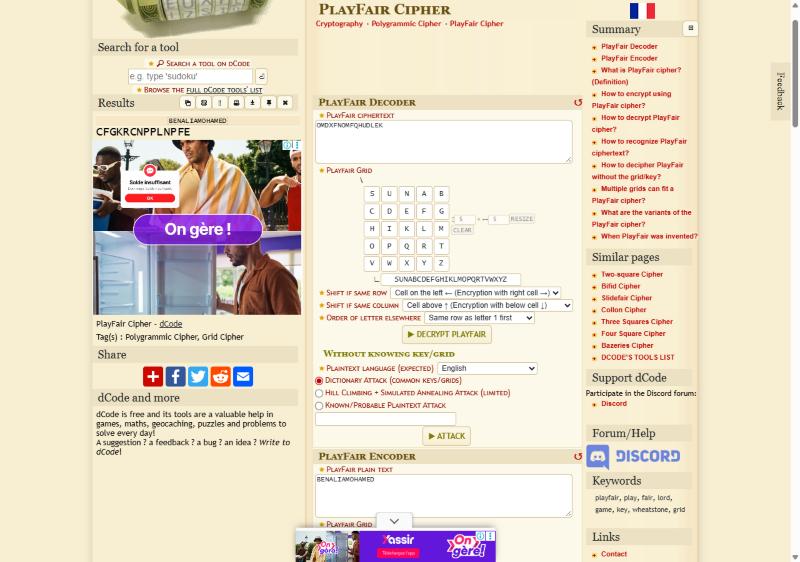 PLAYFAIR CIPHER
Cryptography
Polygrammic Cipher
PlayFair Cipher
Search for a tool
SEARCH A TOOL ON DCODE
e.g. type 'sudoku'
BROWSE THE FULL DCODE TOOLS' LIST
Results
BENALIAMOHAMED
CFGKRCNPPLNPFE
Solde insuffisant
OK
On gère !
PlayFair Cipher - dCode
Tag(s) : Polygrammic Cipher, Grid Cipher
Share
dCode and more
dCode is free and its tools are a valuable help in
games, maths, geocaching, puzzles and problems to
solve every day!
A suggestion ? a feedback ? a bug ? an idea ? Write to
dCode!
PLAYFAIR DECODER
PLAYFAIR CIPHERTEXT
OMDXFNOMFQHUDLEK
PLAYFAIR GRID
\
S U N A B
C D E F G
H I K L M
O P Q R T
V W X Y Z
5 × 5 RESIZE
CLEAR
SUNABCDEFGHIKLMOPQRTVWXYZ
SHIFT IF SAME ROW Cell on the left ← (Encryption with right cell →)
SHIFT IF SAME COLUMN Cell above ↑ (Encryption with below cell ↓)
ORDER OF LETTER ELSEWHERE Same row as letter 1 first
DECRYPT PLAYFAIR
WITHOUT KNOWING KEY/GRID
PLAINTEXT LANGUAGE (EXPECTED) English
DICTIONARY ATTACK (COMMON KEYS/GRIDS)
HILL CLIMBING + SIMULATED ANNEALING ATTACK (LIMITED)
KNOWN/PROBABLE PLAINTEXT ATTACK
ATTACK
PLAYFAIR ENCODER
PLAYFAIR PLAIN TEXT
BENALIAMOHAMED
PLAYFAIR GRID
On gère!
Yassir
Téléchargez l'app
On gère!
Summary
PlayFair Decoder
PlayFair Encoder
What is PlayFair cipher?
(Definition)
How to encrypt using
PlayFair cipher?
How to decrypt PlayFair
cipher?
How to recognize PlayFair
ciphertext?
How to decipher PlayFair
without the grid/key?
Multiple grids can fit a
PlayFair cipher?
What are the variants of the
PlayFair cipher?
When PlayFair was invented?
Similar pages
Two-square Cipher
Bifid Cipher
Slidefair Cipher
Collon Cipher
Three Squares Cipher
Four Square Cipher
Bazeries Cipher
DCODE'S TOOLS LIST
Support dCode
Participate in the Discord forum:
Discord
Forum/Help
DISCORD
Keywords
playfair, play, fair, lord,
game, key, wheatstone, grid
Links
Contact
Feedback